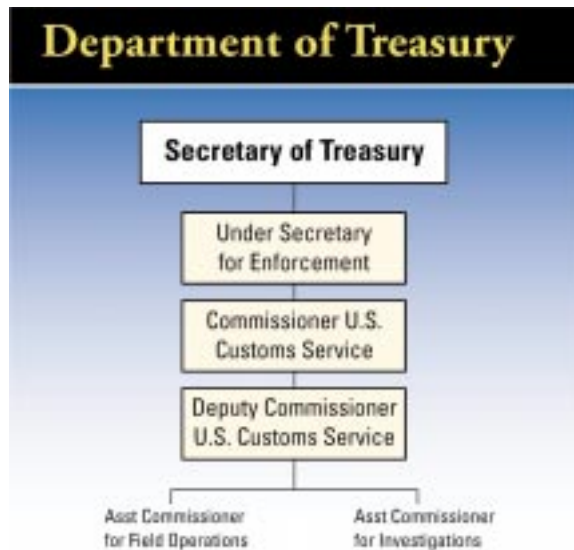 Department of Treasury
Secretary of Treasury
Under Secretary
for Enforcement
Commissioner U.S.
Customs Service
Deputy Commissioner
U.S. Customs Service
Asst Commissioner
for Field Operations
Asst Commissioner
for Investigations